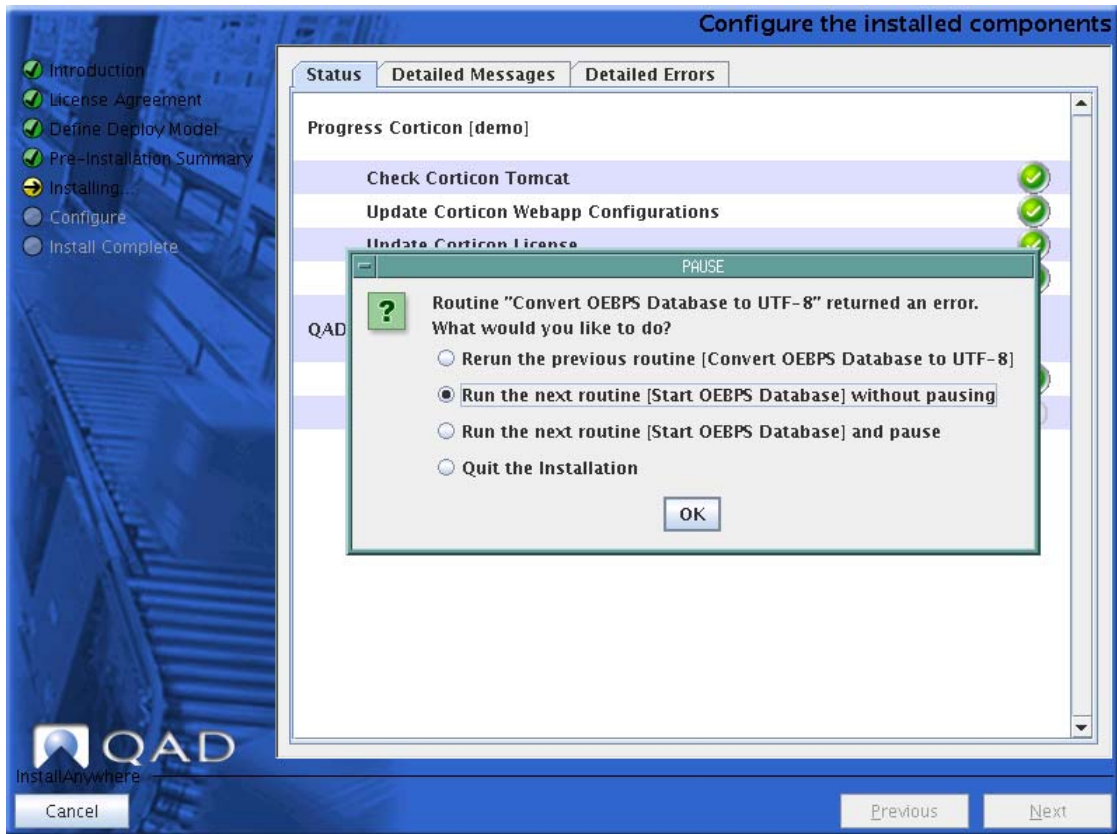 Configure the installed components
Introduction
License Agreement
Define Deploy Model
Pre-Installation Summary
Installing...
Configure
Install Complete
Status
Detailed Messages
Detailed Errors
Progress Corticon [demo]
Check Corticon Tomcat
Update Corticon Webapp Configurations
Update Corticon License
QAD
PAUSE
?
Routine "Convert OEBPS Database to UTF-8" returned an error.
What would you like to do?
Rerun the previous routine [Convert OEBPS Database to UTF-8]
Run the next routine [Start OEBPS Database] without pausing
Run the next routine [Start OEBPS Database] and pause
Quit the Installation
OK
QAD
InstallAnywhere
Cancel
Previous
Next